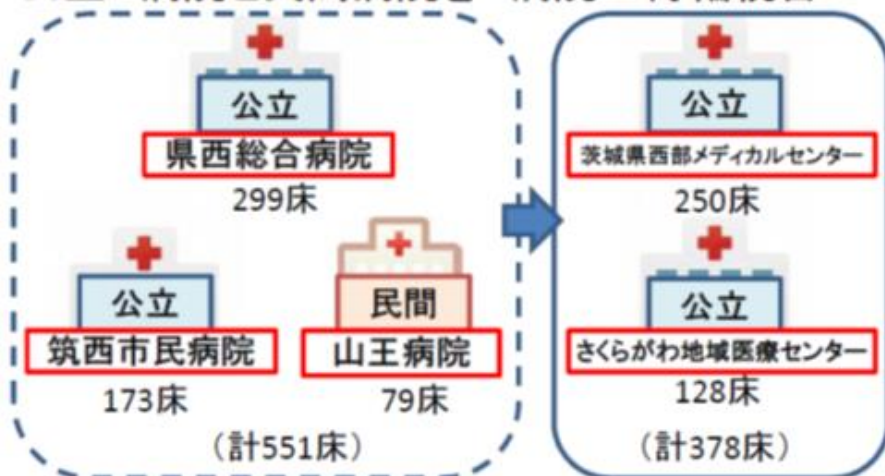 公立
県西総合病院
299床
公立
筑西市民病院
173床
民間
山王病院
79床
(計551床)
公立
茨城県西部メディカルセンター
250床
公立
さくらがわ地域医療センター
128床
(計378床)